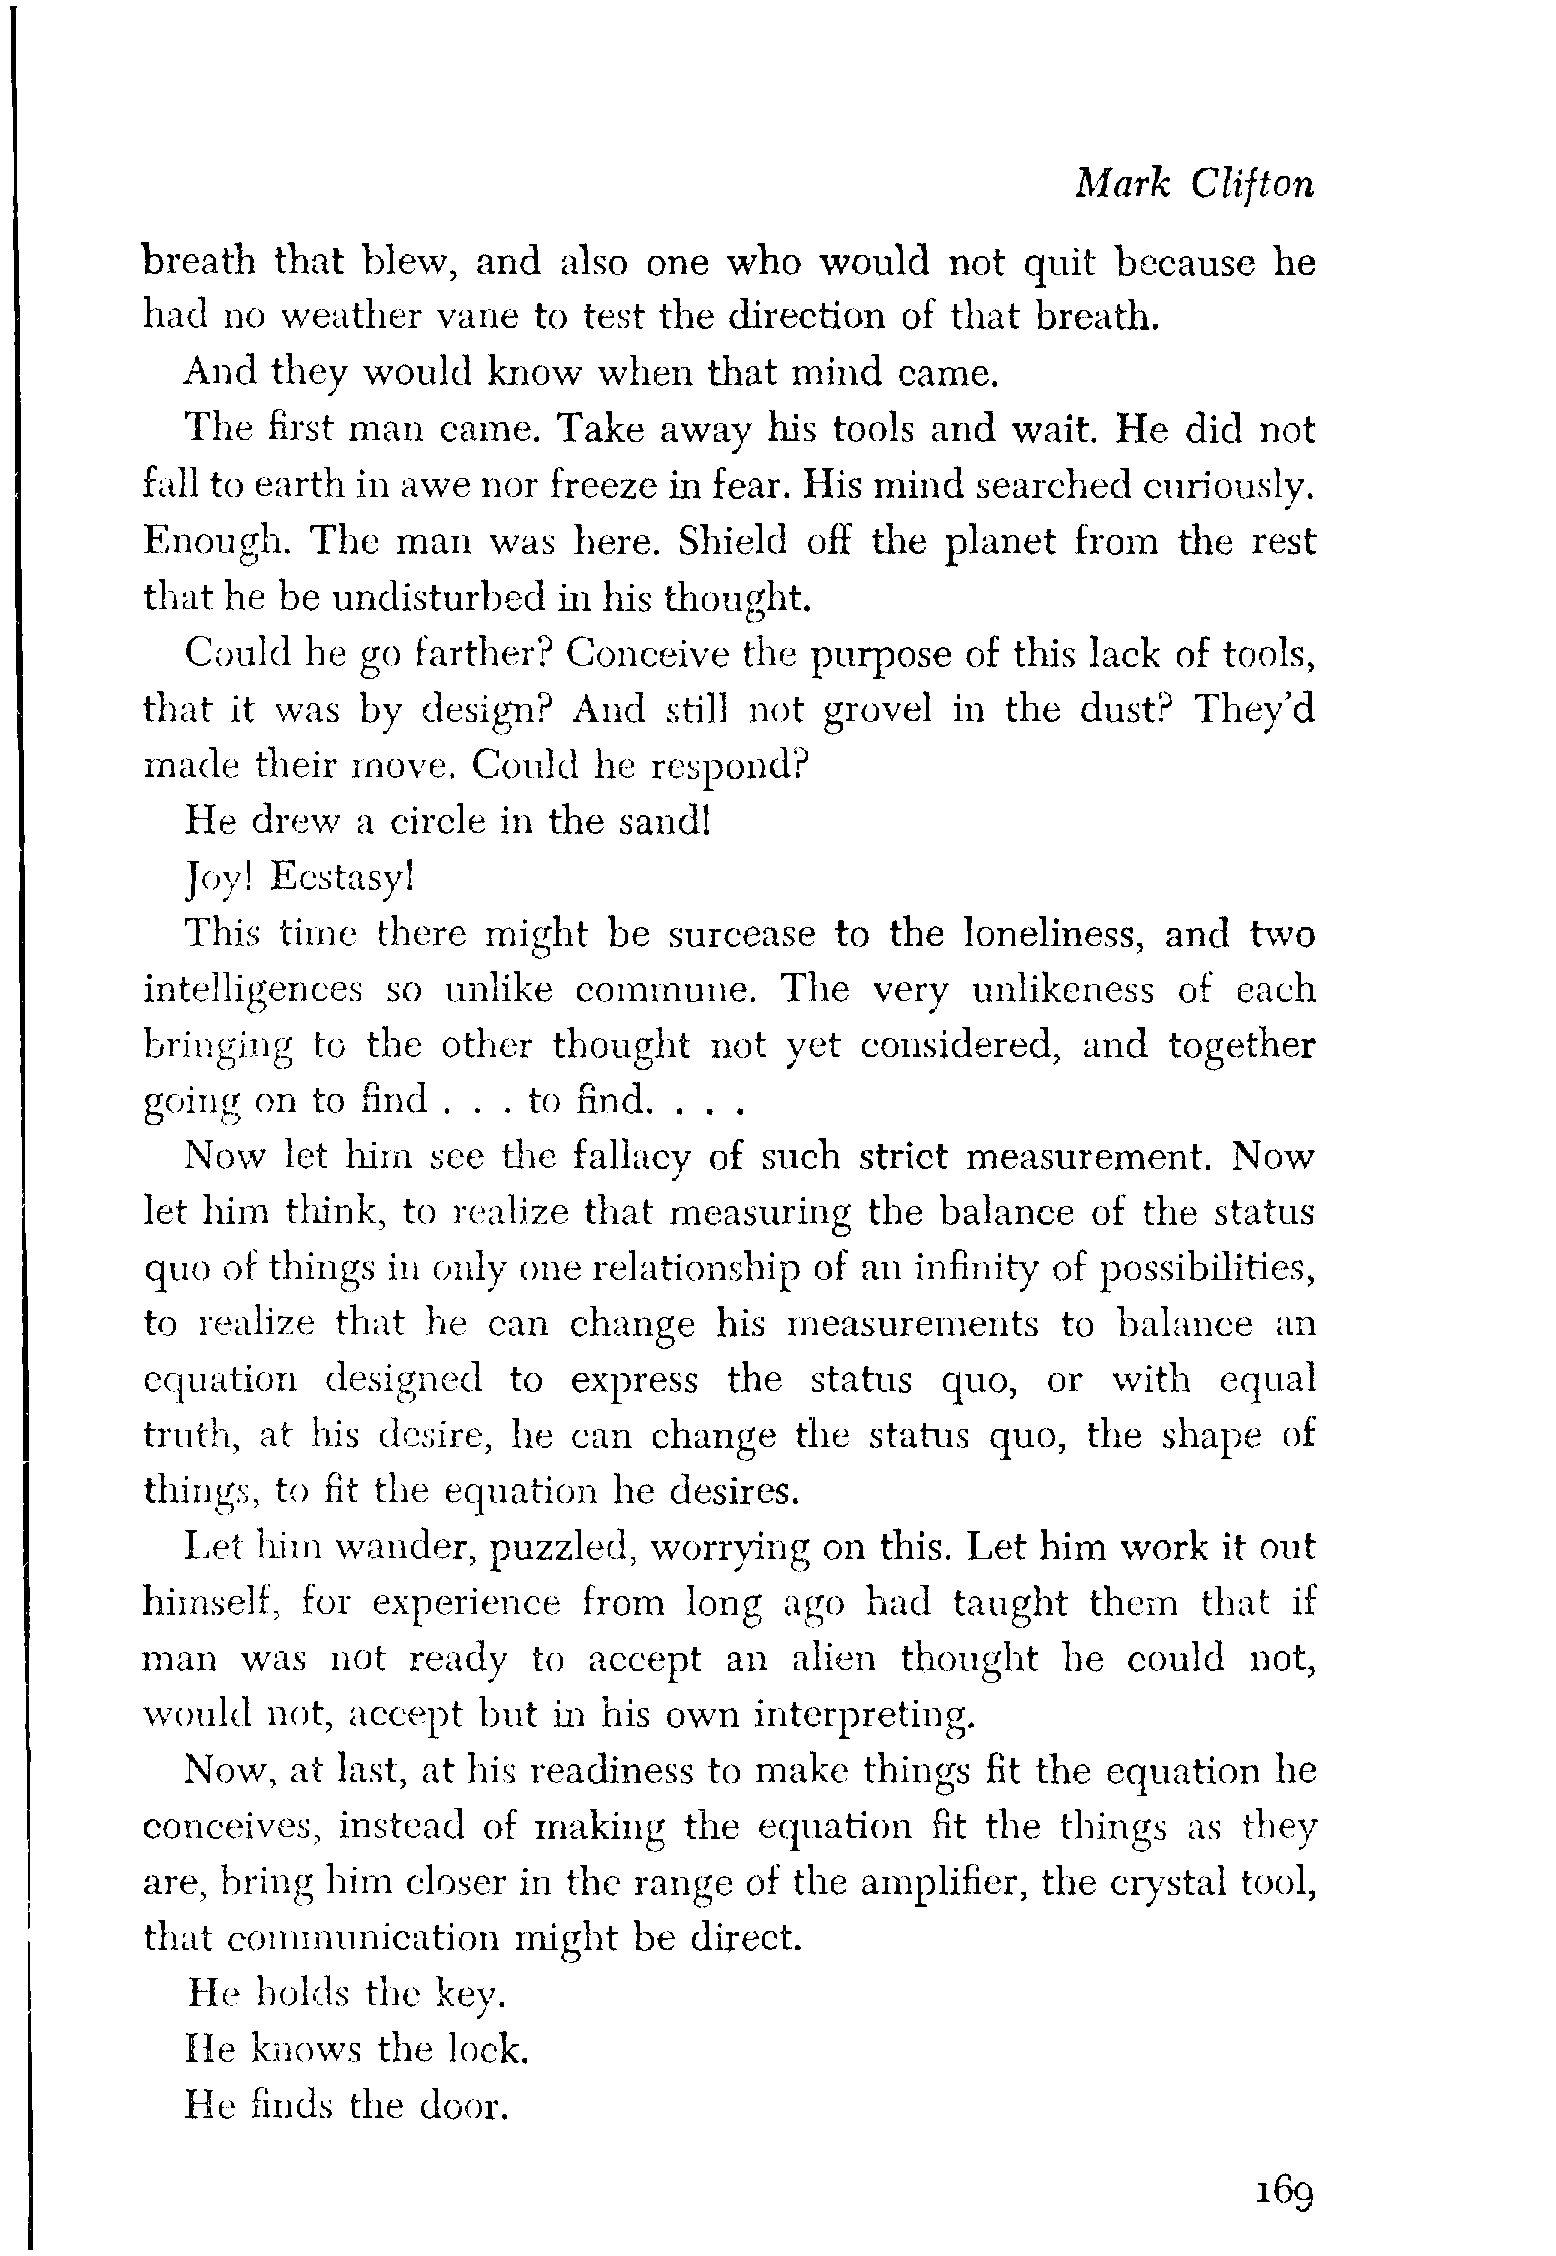 Mark Clifton
breath that blew, and also one who would not quit because he
had no weather vane to test the direction of that breath.
And they would know when that mind came.
The first man came. Take away his tools and wait. He did not
fall to earth in awe nor freeze in fear. His mind searched curiously.
Enough. The man was here. Shield off the planet from the rest
that he be undisturbed in his thought.
Could he go farther? Conceive the purpose of this lack of tools,
that it was by design? And still not grovel in the dust? They'd
made their move. Could he respond?
He drew a circle in the sand!
Joy! Ecstasy!
This time there might be surcease to the loneliness, and two
intelligences so unlike commune. The very unlikeness of each
bringing to the other thought not yet considered, and together
going on to find . . . to find. . . .
Now let him see the fallacy of such strict measurement. Now
let him think, to realize that measuring the balance of the status
quo of things in only one relationship of an infinity of possibilities,
to realize that he can change his measurements to balance an
equation designed to express the status quo, or with equal
truth, at his desire, he can change the status quo, the shape of
things, to fit the equation he desires.
Let him wander, puzzled, worrying on this. Let him work it out
himself, for experience from long ago had taught them that if
man was not ready to accept an alien thought he could not,
would not, accept but in his own interpreting.
Now, at last, at his readiness to make things fit the equation he
conceives, instead of making the equation fit the things as they
are, bring him closer in the range of the amplifier, the crystal tool,
that communication might be direct.
He holds the key.
He knows the lock.
He finds the door.
169